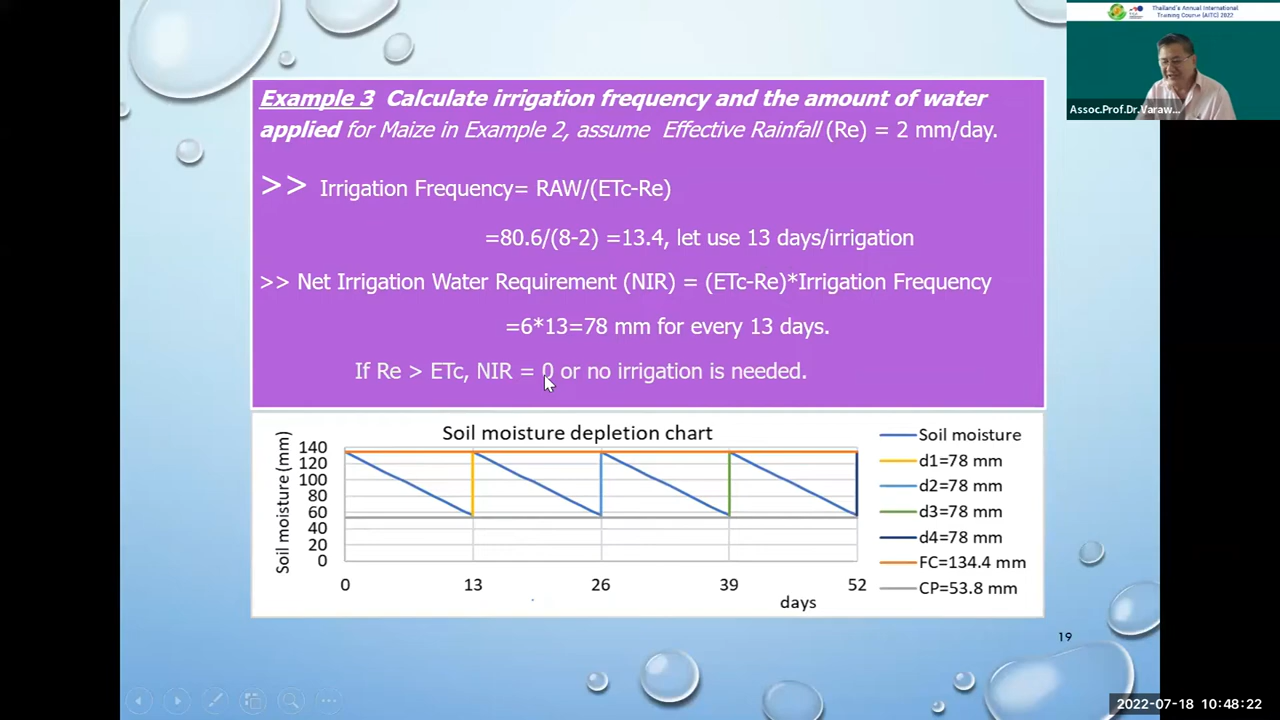 Thailand's Annual International
Training Course (AITC) 2022
Assoc.Prof.Dr.Varaw...
Example 3 Calculate irrigation frequency and the amount of water
applied for Maize in Example 2, assume Effective Rainfall (Re) = 2 mm/day.
>> Irrigation Frequency= RAW/(ETc-Re)
=80.6/(8-2) =13.4, let use 13 days/irrigation
>> Net Irrigation Water Requirement (NIR) = (ETc-Re)*Irrigation Frequency
=6*13=78 mm for every 13 days.
If Re > ETc, NIR = 0 or no irrigation is needed.
Soil moisture depletion chart
Soil moisture (mm)
140
120
100
80
60
40
20
0
0 13 26 39 52
days
Soil moisture
d1=78 mm
d2=78 mm
d3=78 mm
d4=78 mm
FC=134.4 mm
CP=53.8 mm
19
2022-07-18 10:48:22